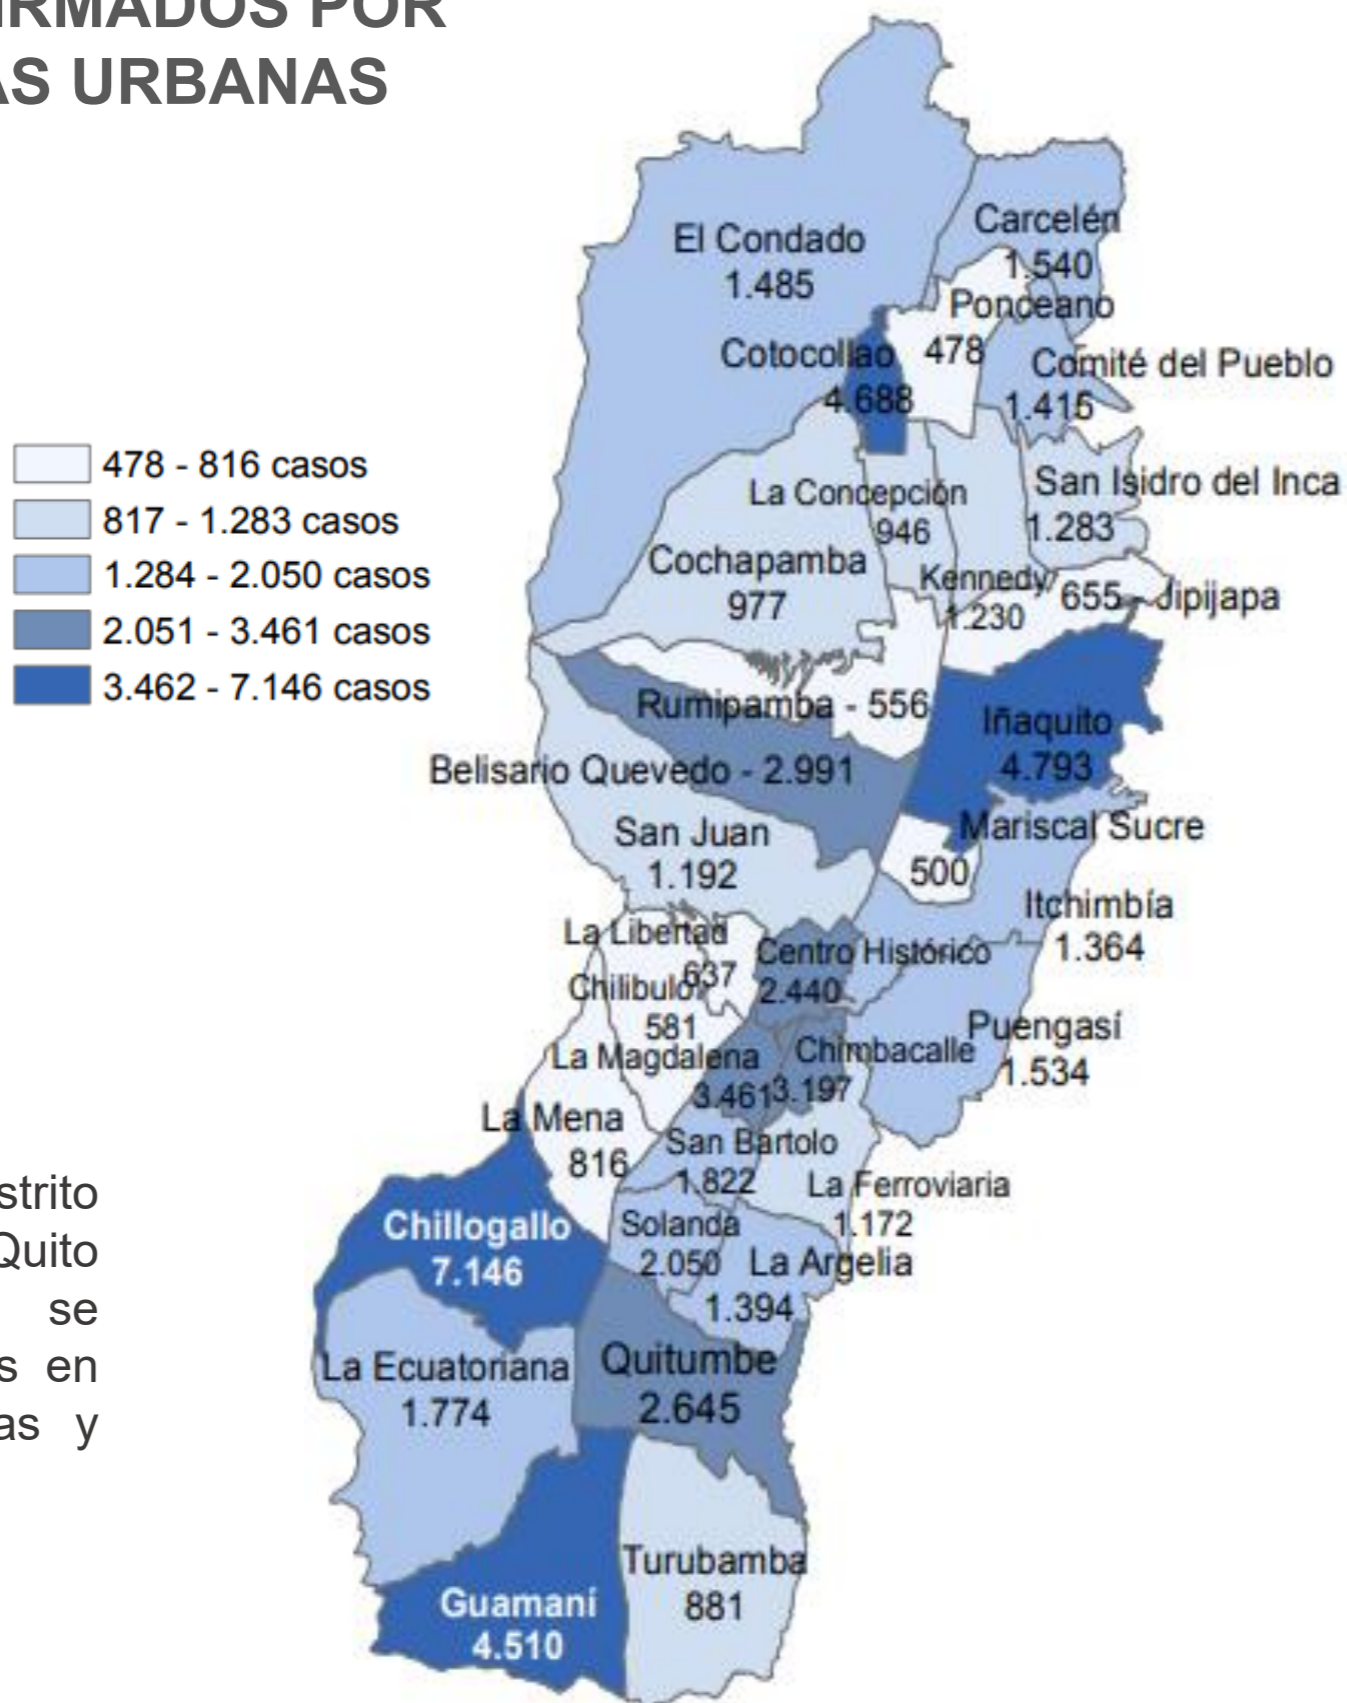 IRMADOS POR
AS URBANAS
478 - 816 casos
817 - 1.283 casos
1.284 - 2.050 casos
2.051 - 3.461 casos
3.462 - 7.146 casos
El Condado
1.485
Carcelén
1.540
Ponceano
478
Cotocollao
4.688
Comité del Pueblo
1.415
La Concepción
946
San Isidro del Inca
1.283
Cochapamba
977
Kennedy
1.230
655 - Jipijapa
Rumipamba - 556
Iñaquito
4.793
Belisario Quevedo - 2.991
Mariscal Sucre
500
San Juan
1.192
Itchimbía
1.364
La Libertad
637
Centro Histórico
2.440
Chilibulo
581
Puengasí
1.534
La Magdalena
3.461
Chimbacalle
3.197
La Mena
816
San Bartolo
1.822
La Ferroviaria
1.172
Chillogallo
7.146
Solanda
2.050
La Argelia
1.394
La Ecuatoriana
1.774
Quitumbe
2.645
Guamaní
4.510
Turubamba
881
strito
Quito
se
s en
as y